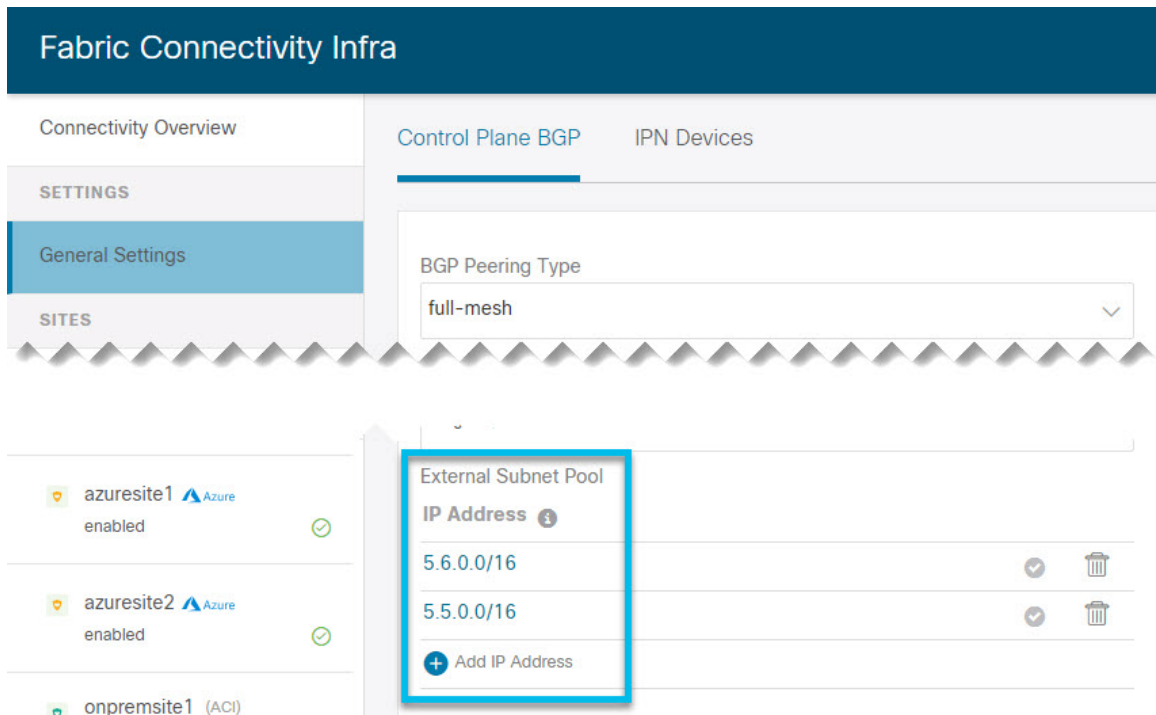 Fabric Connectivity Infra
Connectivity Overview
SETTINGS
General Settings
SITES
Control Plane BGP IPN Devices
BGP Peering Type
full-mesh
azuresite1 Azure
enabled
azuresite2 Azure
enabled
onpremsite1 (ACI)
External Subnet Pool
IP Address
5.6.0.0/16
5.5.0.0/16
Add IP Address